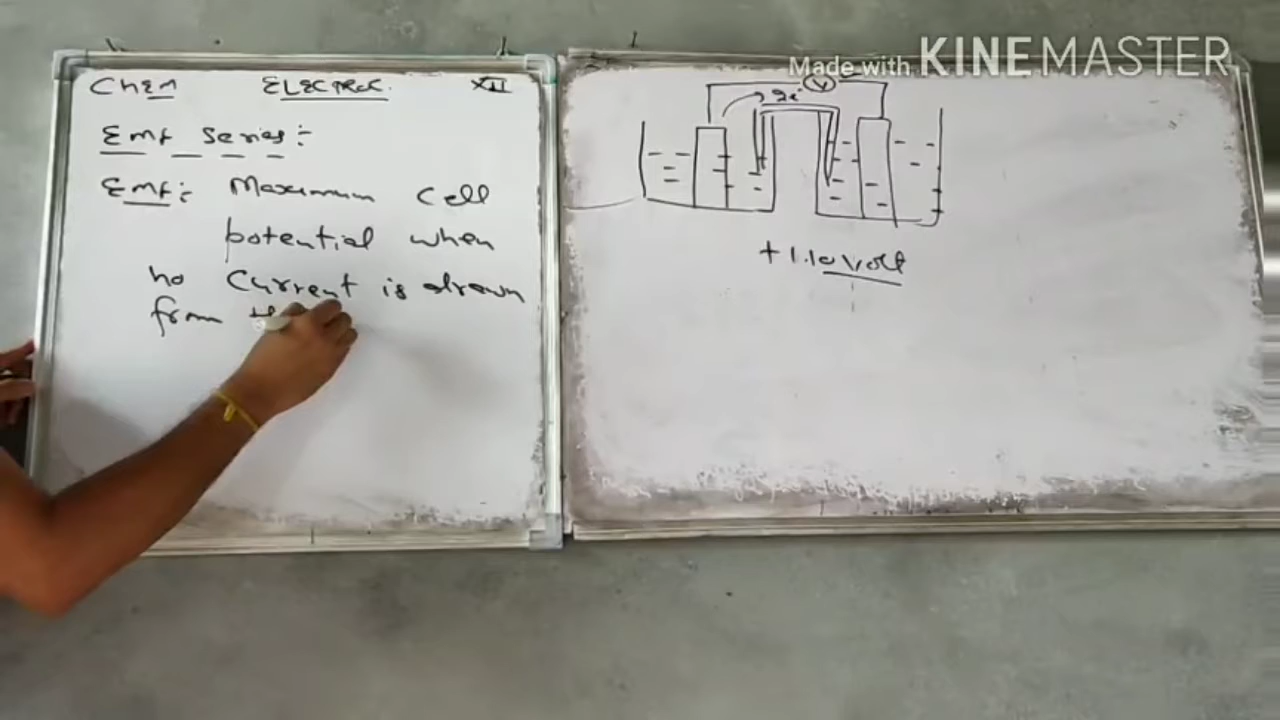 Made with KINEMASTER
Chem ELECTROC. XII
Emf Series:-
Emf:- Maximum Cell
potential when
no Current is drawn
from
V
2e⁻
+1.10 volt